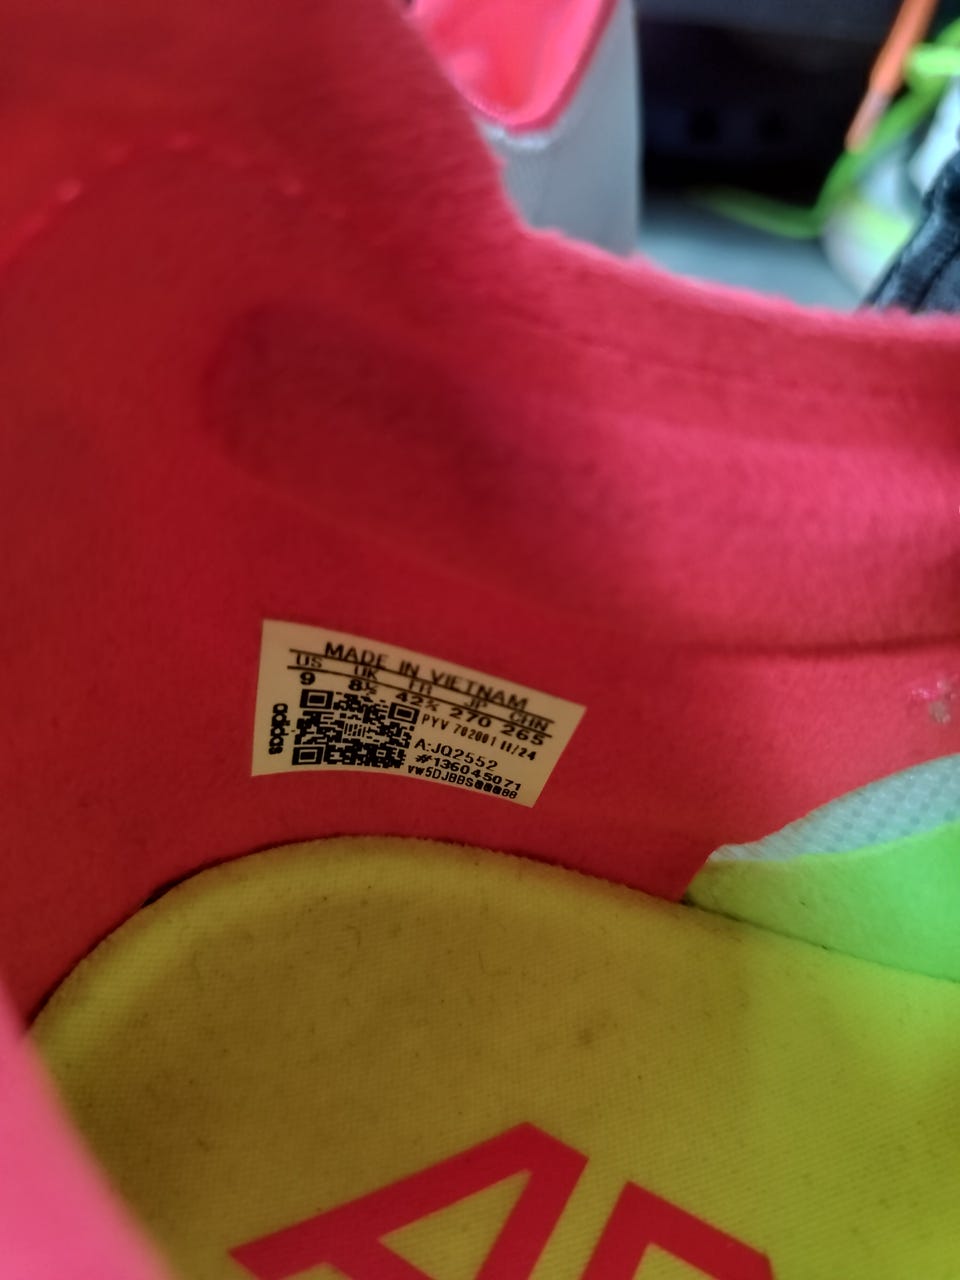 MADE IN VIETNAM
US UK FR JP CHN
9 8½ 42⅔ 270 265
PYV 702001 11/24
A:JQ2552
#136045071
adidas